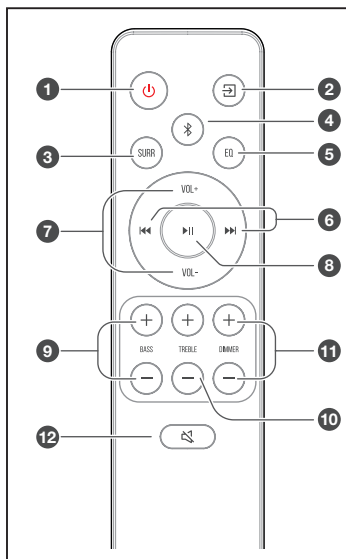 1
2
4
3 SURR EQ 5
VOL+
6
7
8
VOL-
9 BASS TREBLE DIMMER 11
10
12